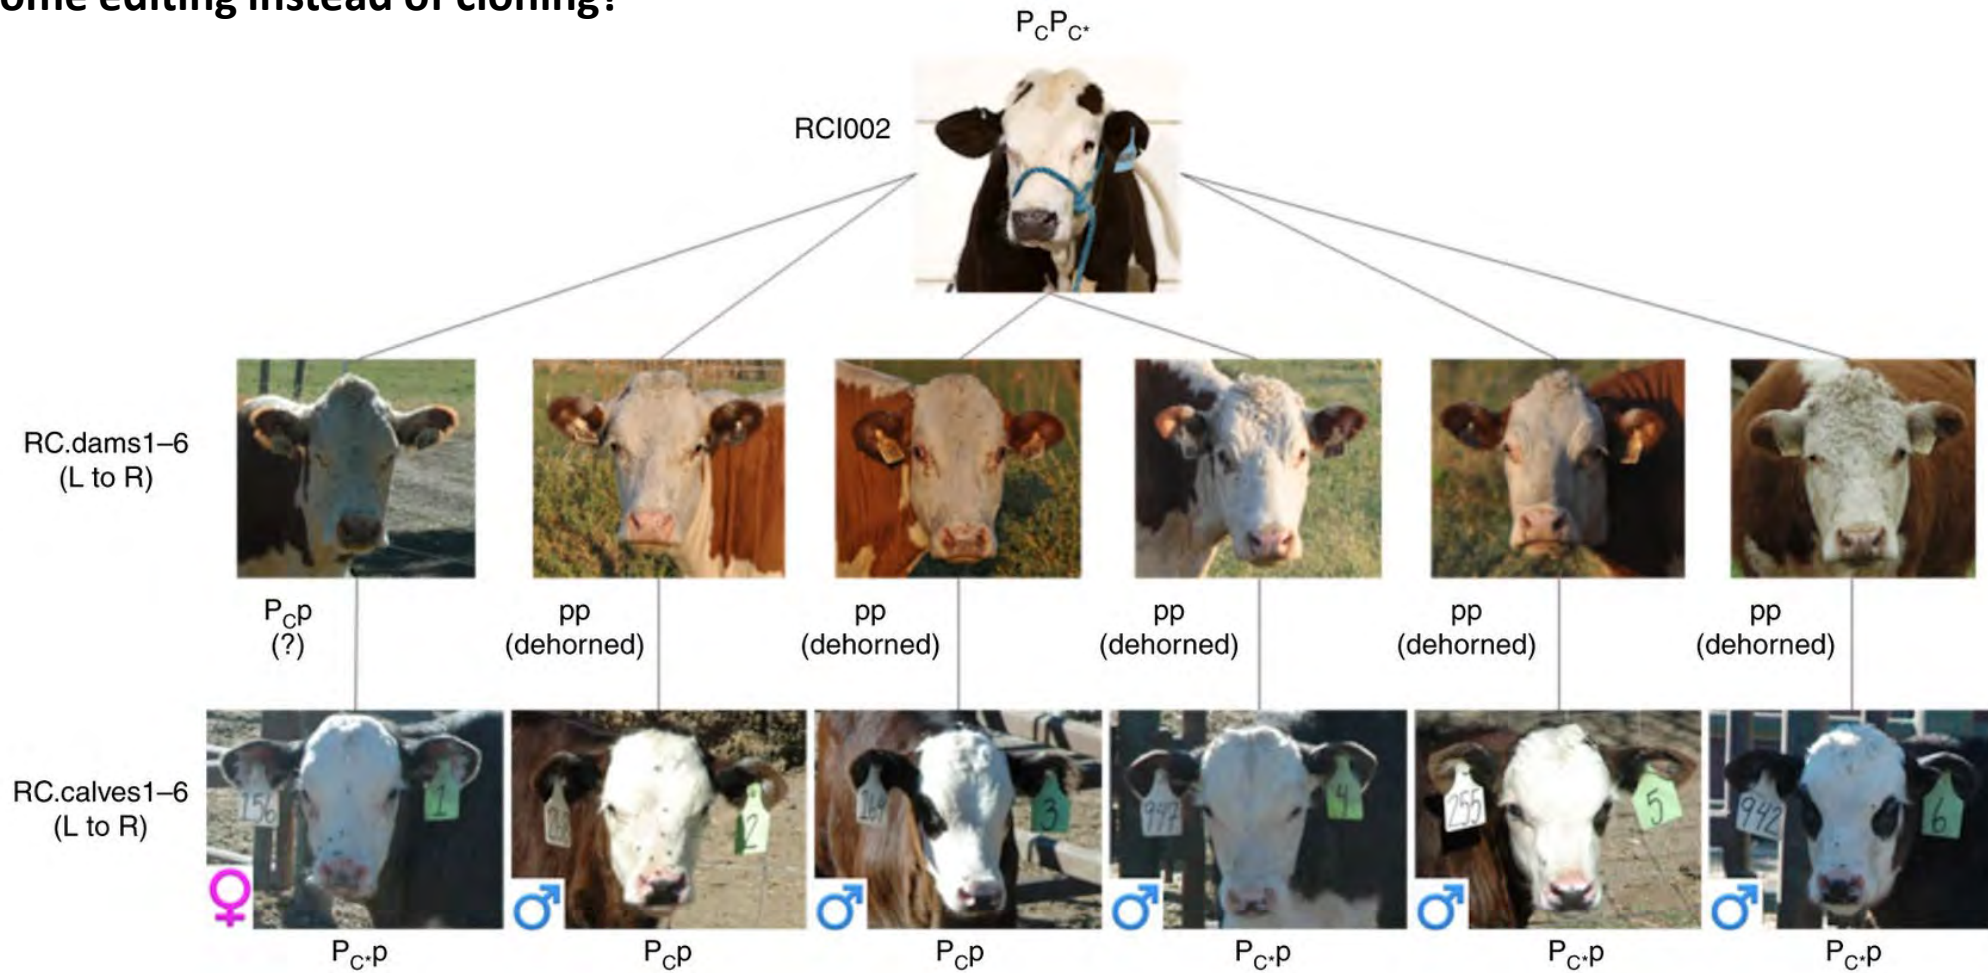 ome editing instead of cloning?
PCPC*
RCI002
RC.dams1–6
(L to R)
PCp
(?)
pp
(dehorned)
pp
(dehorned)
pp
(dehorned)
pp
(dehorned)
pp
(dehorned)
RC.calves1–6
(L to R)
156 1
2
169 3
947 4
255 5
942 6
♀ ♂ ♂ ♂ ♂ ♂
PC*p PCp PCp PC*p PC*p PC*p